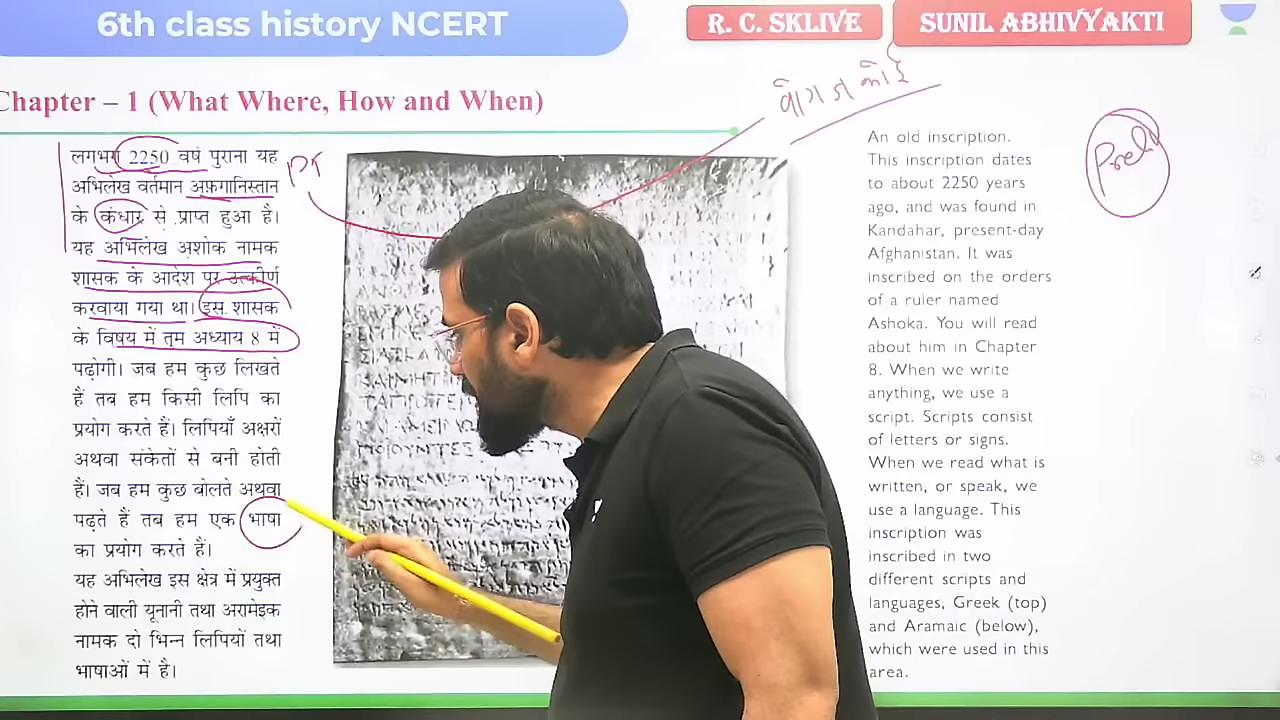 6th class history NCERT
R. C. SKLIVE
SUNIL ABHIVYAKTI
Chapter – 1 (What Where, How and When)
लगभग 2250 वर्ष पुराना यह
अभिलेख वर्तमान अफ़गानिस्तान
के कंधार से प्राप्त हुआ है।
यह अभिलेख अशोक नामक
शासक के आदेश पर उत्कीर्ण
करवाया गया था। इस शासक
के विषय में तुम अध्याय 8 में
पढ़ोगी। जब हम कुछ लिखते
हैं तब हम किसी लिपि का
प्रयोग करते हैं। लिपियाँ अक्षरों
अथवा संकेतों से बनी होती
हैं। जब हम कुछ बोलते अथवा
पढ़ते हैं तब हम एक भाषा
का प्रयोग करते हैं।
यह अभिलेख इस क्षेत्र में प्रयुक्त
होने वाली यूनानी तथा अरामेइक
नामक दो भिन्न लिपियों तथा
भाषाओं में है।
An old inscription.
This inscription dates
to about 2250 years
ago, and was found in
Kandahar, present-day
Afghanistan. It was
inscribed on the orders
of a ruler named
Ashoka. You will read
about him in Chapter
8. When we write
anything, we use a
script. Scripts consist
of letters or signs.
When we read what is
written, or speak, we
use a language. This
inscription was
inscribed in two
different scripts and
languages, Greek (top)
and Aramaic (below),
which were used in this
area.